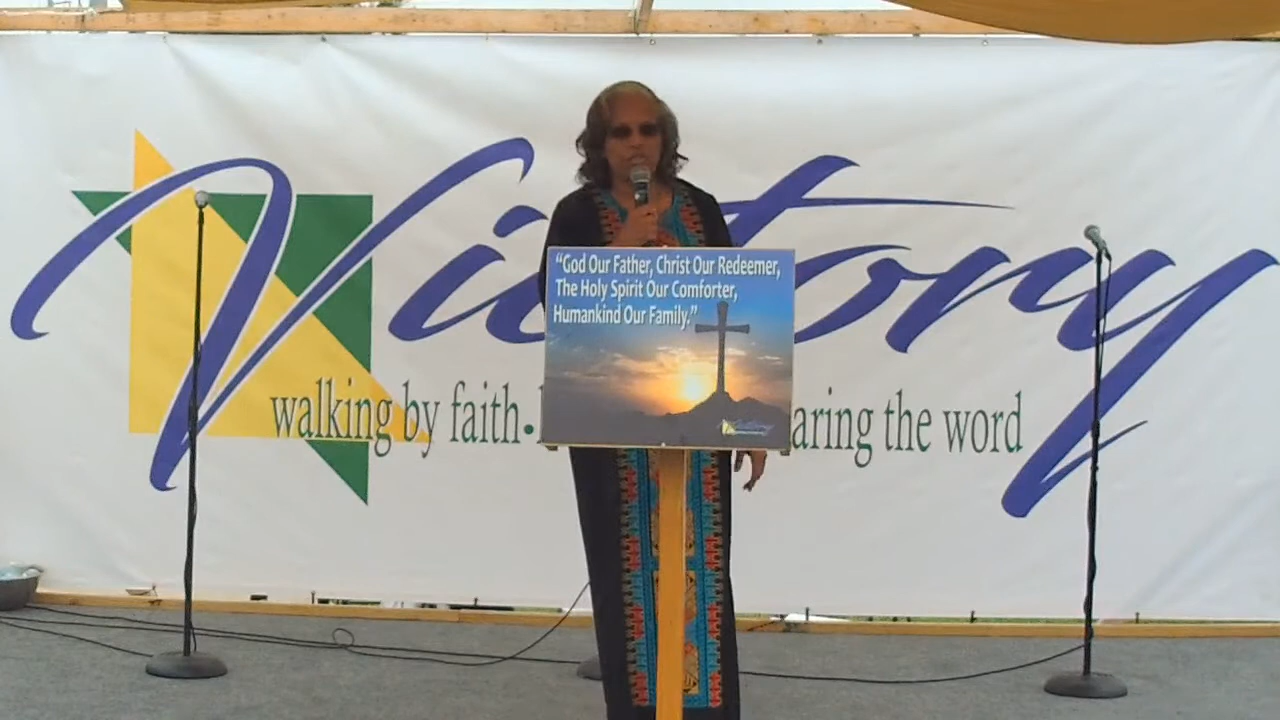 Victory
walking by faith. aring the word
"God Our Father, Christ Our Redeemer,
The Holy Spirit Our Comforter,
Humankind Our Family."